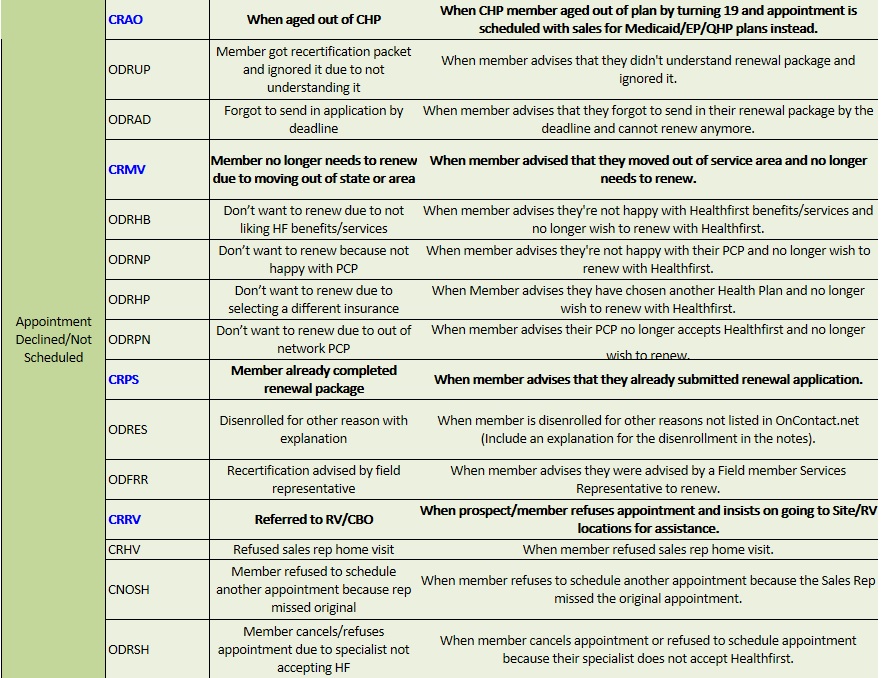 CRAO
When aged out of CHP
When CHP member aged out of plan by turning 19 and appointment is
scheduled with sales for Medicaid/EP/QHP plans instead.
Appointment
Declined/Not
Scheduled
ODRUP
Member got recertification packet
and ignored it due to not
understanding it
When member advises that they didn't understand renewal package and
ignored it.
ODRAD
Forgot to send in application by
deadline
When member advises that they forgot to send in their renewal package by the
deadline and cannot renew anymore.
CRMV
Member no longer needs to renew
due to moving out of state or area
When member advised that they moved out of service area and no longer
needs to renew.
ODRHB
Don't want to renew due to not
liking HF benefits/services
When member advises they're not happy with Healthfirst benefits/services and
no longer wish to renew with Healthfirst.
ODRNP
Don't want to renew because not
happy with PCP
When member advises they're not happy with their PCP and no longer wish to
renew with Healthfirst.
ODRHP
Don't want to renew due to
selecting a different insurance
When Member advises they have chosen another Health Plan and no longer
wish to renew with Healthfirst.
ODRPN
Don't want to renew due to out of
network PCP
When member advises their PCP no longer accepts Healthfirst and no longer
wish to renew.
CRPS
Member already completed
renewal package
When member advises that they already submitted renewal application.
ODRES
Disenrolled for other reason with
explanation
When member is disenrolled for other reasons not listed in OnContact.net
(Include an explanation for the disenrollment in the notes).
ODFRR
Recertification advised by field
representative
When member advises they were advised by a Field member Services
Representative to renew.
CRRV
Referred to RV/CBO
When prospect/member refuses appointment and insists on going to Site/RV
locations for assistance.
CRHV
Refused sales rep home visit
When member refused sales rep home visit.
CNOSH
Member refused to schedule
another appointment because rep
missed original
When member refuses to schedule another appointment because the Sales Rep
missed the original appointment.
ODRSH
Member cancels/refuses
appointment due to specialist not
accepting HF
When member cancels appointment or refused to schedule appointment
because their specialist does not accept Healthfirst.